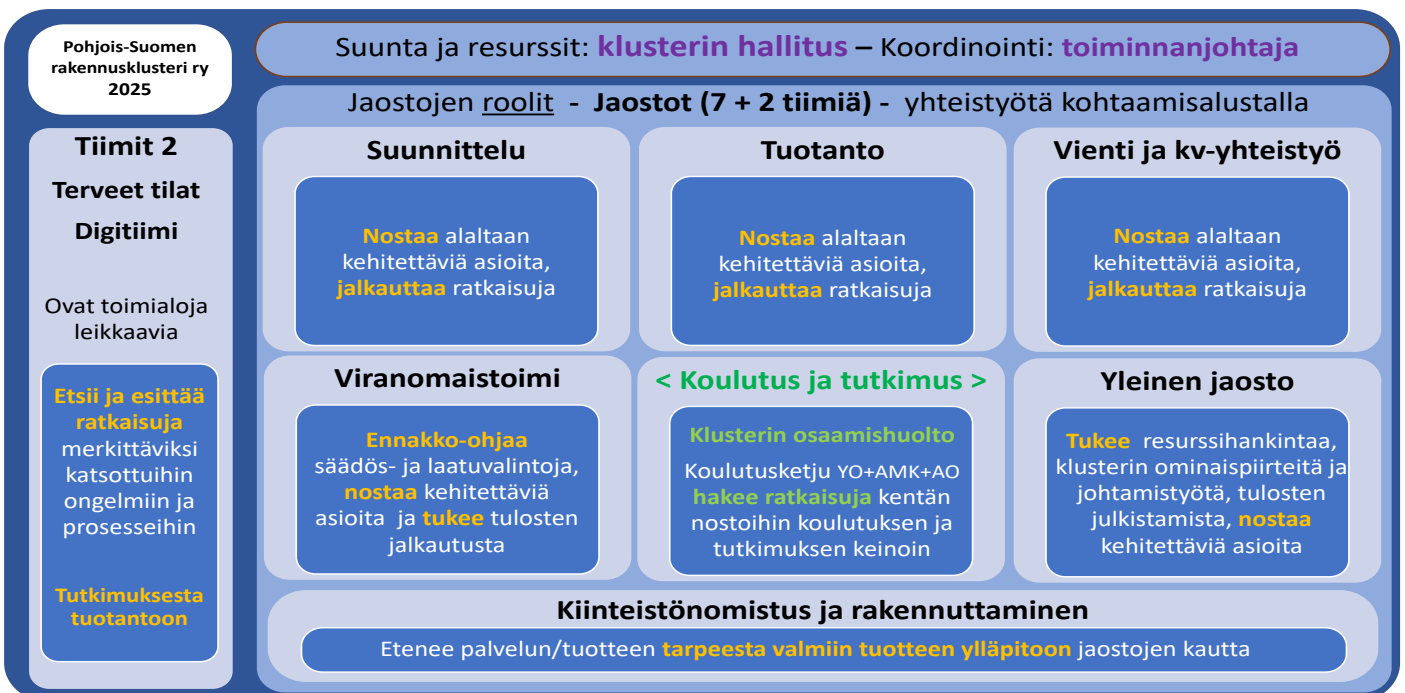 Pohjois-Suomen
rakennusklusteri ry
2025
Suunta ja resurssit: klusterin hallitus – Koordinointi: toiminnanjohtaja
Jaostojen roolit - Jaostot (7 + 2 tiimiä) - yhteistyötä kohtaamisalustalla
Tiimit 2
Terveet tilat
Digitiimi
Ovat toimialoja
leikkaavia
Etsii ja esittää
ratkaisuja
merkittäviksi
katsottuihin
ongelmiin ja
prosesseihin
Tutkimuksesta
tuotantoon
Suunnittelu
Nostaa alaltaan
kehitettäviä asioita,
jalkauttaa ratkaisuja
Tuotanto
Nostaa alaltaan
kehitettäviä asioita,
jalkauttaa ratkaisuja
Vienti ja kv-yhteistyö
Nostaa alaltaan
kehitettäviä asioita,
jalkauttaa ratkaisuja
Viranomaistoimi
Ennakko-ohjaa
säädös- ja laatuvalintoja,
nostaa kehitettäviä
asioita ja tukee tulosten
jalkautusta
< Koulutus ja tutkimus >
Klusterin osaamishuolto
Koulutusketju YO+AMK+AO
hakee ratkaisuja kentän
nostoihin koulutuksen ja
tutkimuksen keinoin
Yleinen jaosto
Tukee resurssihankintaa,
klusterin ominaispiirteitä ja
johtamistyötä, tulosten
julkistamista, nostaa
kehitettäviä asioita
Kiinteistönomistus ja rakennuttaminen
Etenee palvelun/tuotteen tarpeesta valmiin tuotteen ylläpitoon jaostojen kautta